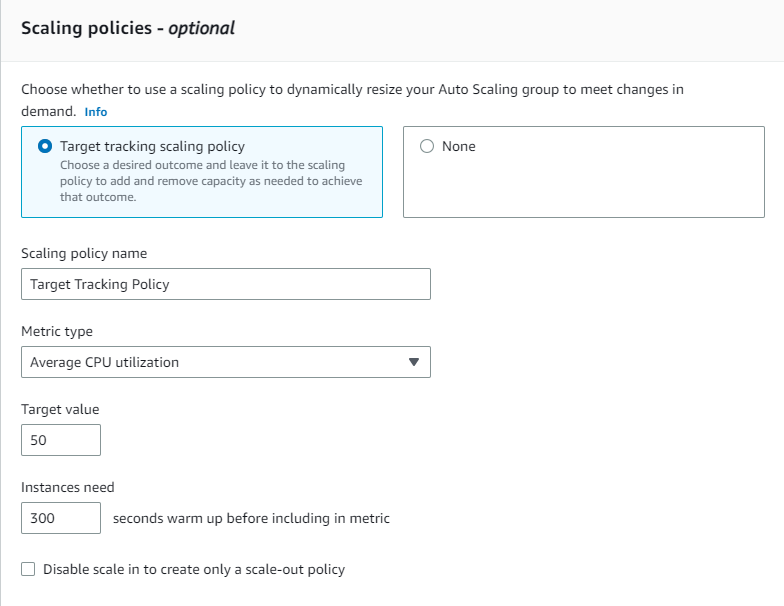 Scaling policies - optional
Choose whether to use a scaling policy to dynamically resize your Auto Scaling group to meet changes in
demand. Info
Target tracking scaling policy
Choose a desired outcome and leave it to the scaling
policy to add and remove capacity as needed to achieve
that outcome.
None
Scaling policy name
Target Tracking Policy
Metric type
Average CPU utilization
Target value
50
Instances need
300 seconds warm up before including in metric
Disable scale in to create only a scale-out policy